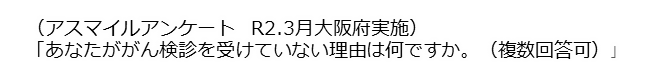 （アスマイルアンケート　R2.3月大阪府実施）
「あなたががん検診を受けていない理由は何ですか。（複数回答可）」